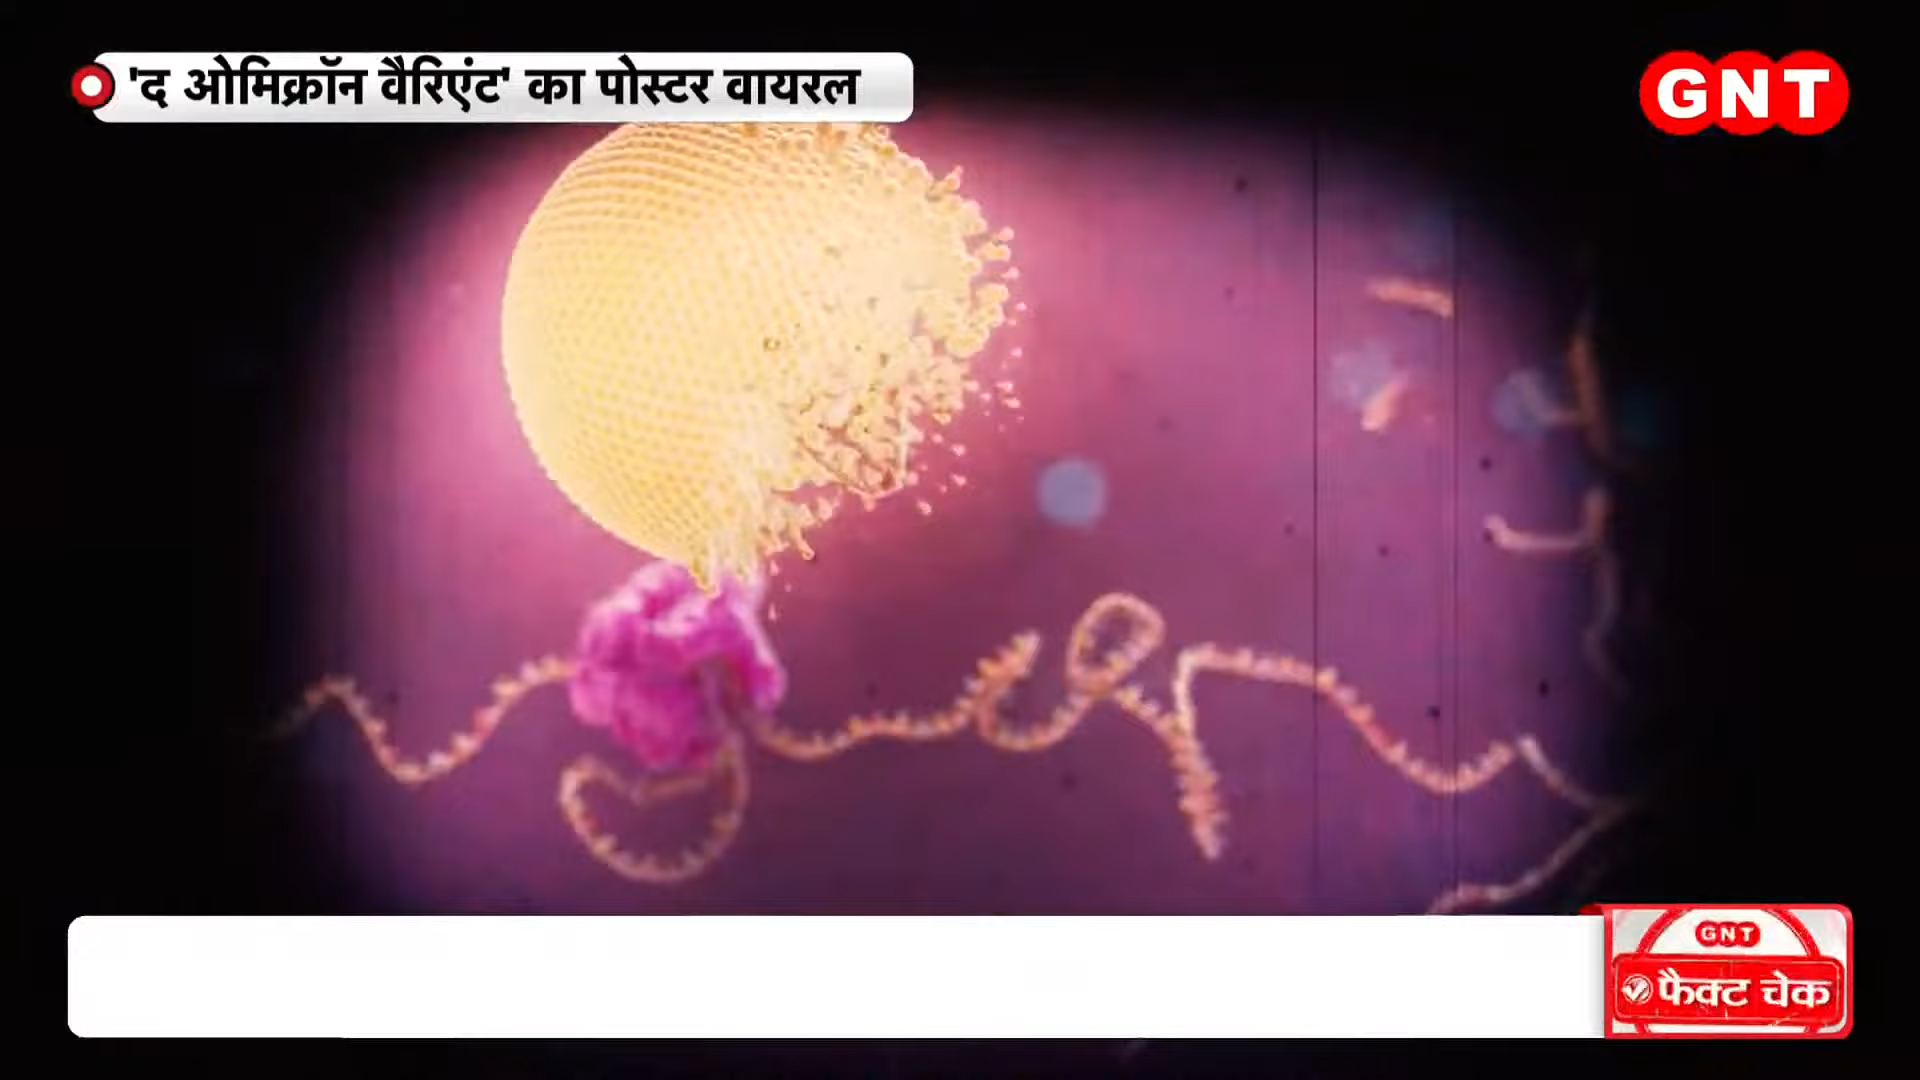 'द ओमिक्रॉन वैरिएंट' का पोस्टर वायरल
GNT
GNT
फैक्ट चेक